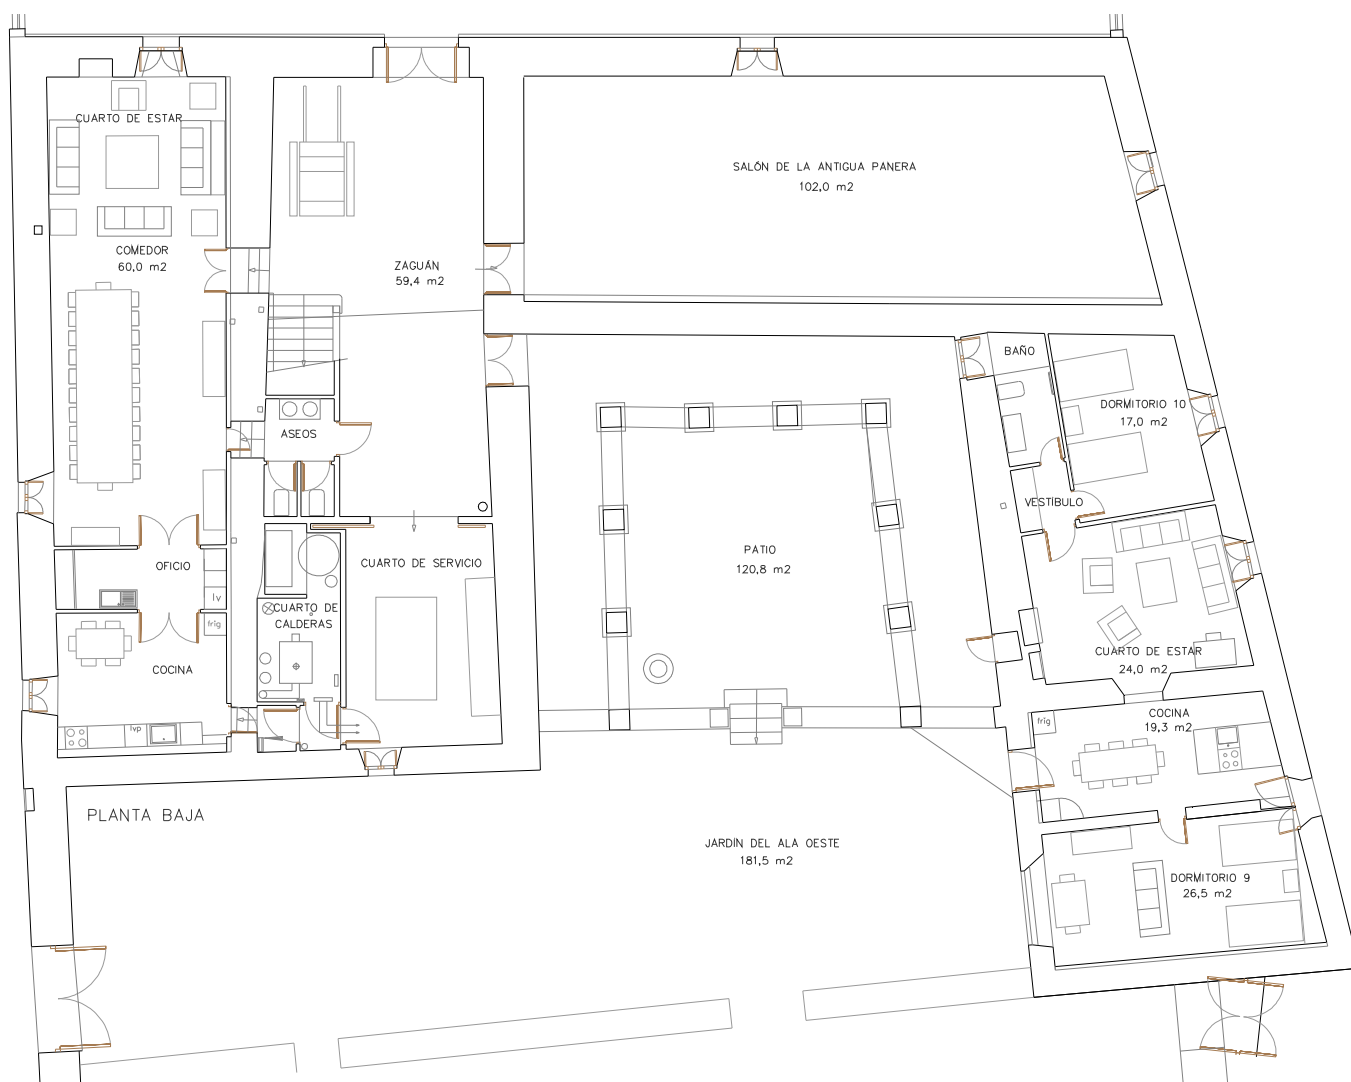 CUARTO DE ESTAR
SALÓN DE LA ANTIGUA PANERA
102,0 m2
COMEDOR
60,0 m2
ZAGUÁN
59,4 m2
BAÑO
DORMITORIO 10
17,0 m2
ASEOS
VESTÍBULO
PATIO
120,8 m2
OFICIO
CUARTO DE SERVICIO
lv
frig
CUARTO DE
CALDERAS
COCINA
lvp
CUARTO DE ESTAR
24,0 m2
COCINA
19,3 m2
frig
PLANTA BAJA
JARDÍN DEL ALA OESTE
181,5 m2
DORMITORIO 9
26,5 m2